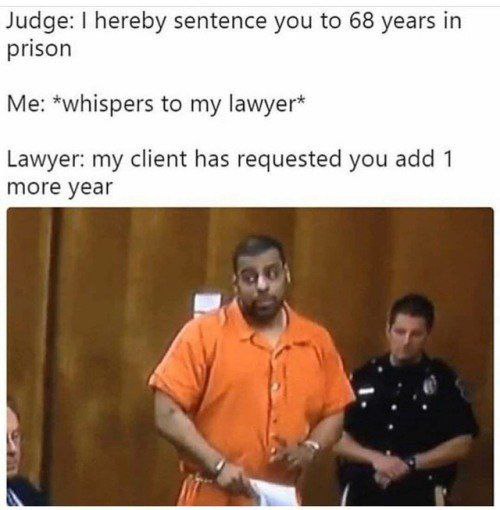 Judge: I hereby sentence you to 68 years in
prison
Me: *whispers to my lawyer*
Lawyer: my client has requested you add 1
more year